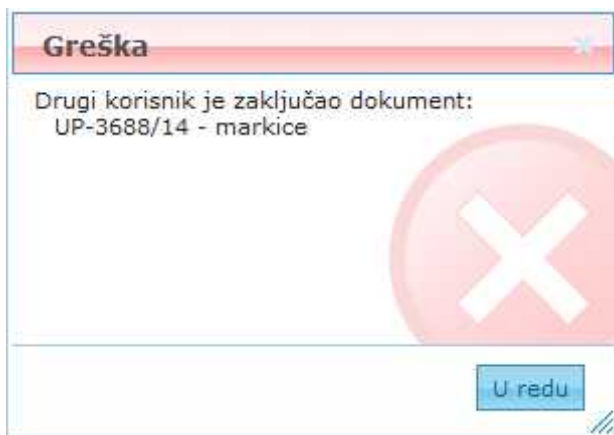 Greška
Drugi korisnik je zaključao dokument:
UP-3688/14 - markice
U redu